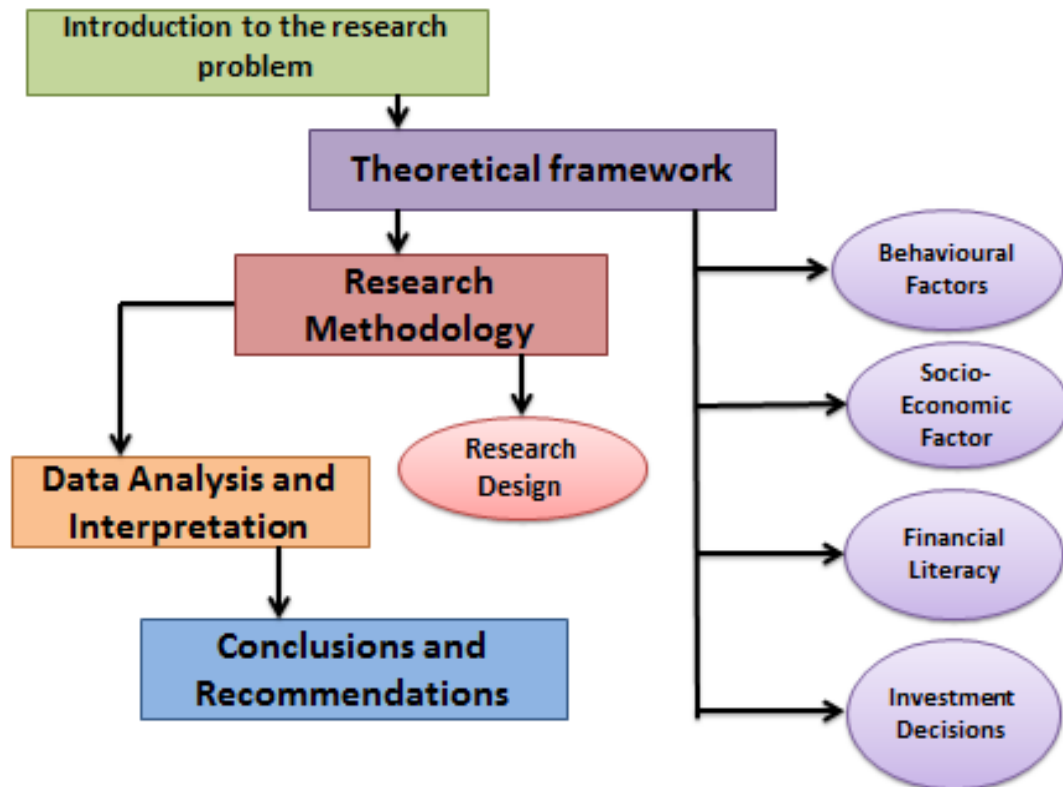 Introduction to the research
problem
Theoretical framework
Research
Methodology
Behavioural
Factors
Socio-
Economic
Factor
Research
Design
Data Analysis and
Interpretation
Financial
Literacy
Conclusions and
Recommendations
Investment
Decisions